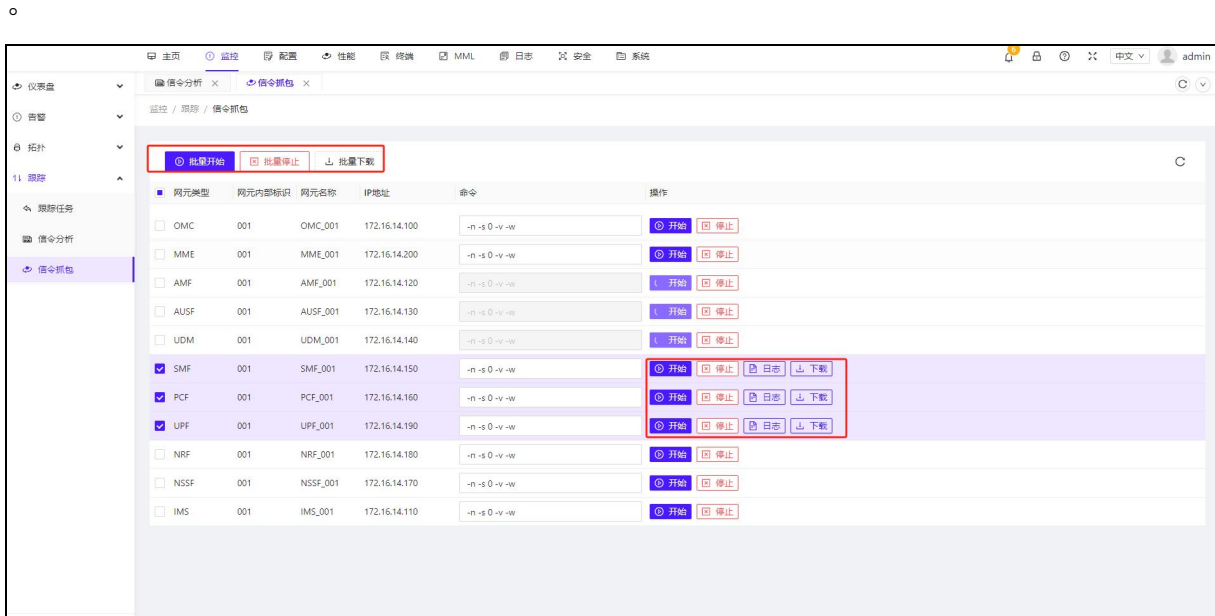 。
主页 监控 配置 性能 终端 MML 日志 安全 系统 6 中文 admin
仪表盘 信令分析 信令抓包
告警 监控 / 跟踪 / 信令抓包
拓扑 批量开始 批量停止 批量下载
跟踪 网元类型 网元内部标识 网元名称 IP地址 命令 操作
跟踪任务 OMC 001 OMC_001 172.16.14.100 -n -s 0 -v -w 开始 停止
信令分析 MME 001 MME_001 172.16.14.200 -n -s 0 -v -w 开始 停止
信令抓包 AMF 001 AMF_001 172.16.14.120 -n -s 0 -v -w 开始 停止
AUSF 001 AUSF_001 172.16.14.130 -n -s 0 -v -w 开始 停止
UDM 001 UDM_001 172.16.14.140 -n -s 0 -v -w 开始 停止
SMF 001 SMF_001 172.16.14.150 -n -s 0 -v -w 开始 停止 日志 下载
PCF 001 PCF_001 172.16.14.160 -n -s 0 -v -w 开始 停止 日志 下载
UPF 001 UPF_001 172.16.14.190 -n -s 0 -v -w 开始 停止 日志 下载
NRF 001 NRF_001 172.16.14.180 -n -s 0 -v -w 开始 停止
NSSF 001 NSSF_001 172.16.14.170 -n -s 0 -v -w 开始 停止
IMS 001 IMS_001 172.16.14.110 -n -s 0 -v -w 开始 停止